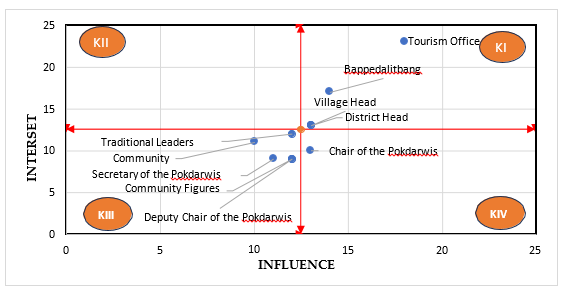 25
KII
KI
Tourism Office
20
Bappedalitbang
15
Village Head
District Head
INTERSET
10
Traditional Leaders
Chair of the Pokdarwis
Community
Secretary of the Pokdarwis
Community Figures
5
KIII
KIV
Deputy Chair of the Pokdarwis
0
0 5 10 15 20 25
INFLUENCE